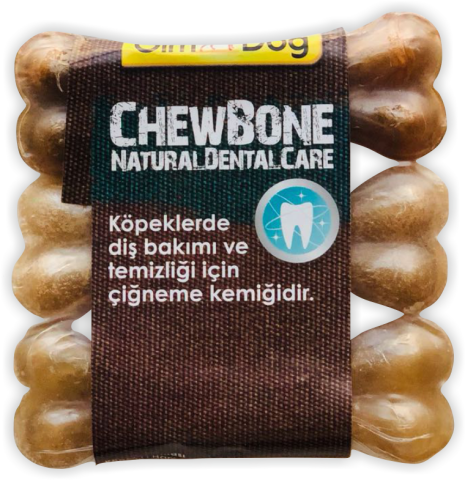 Dog
CHEWBONE
NATURALDENTALCARE
Köpeklerde
diş bakımı ve
temizliği için
çiğneme kemiğidir.